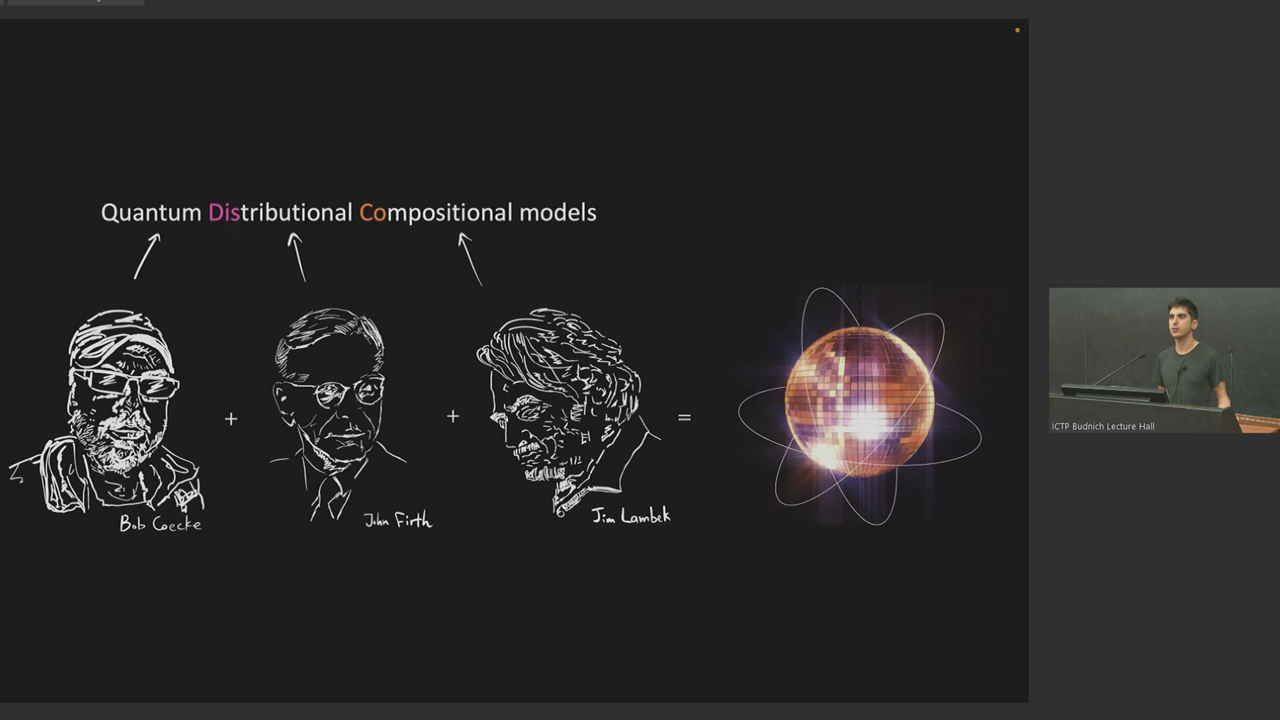 Quantum Distributional Compositional models
+
+
=
Bob Coecke
John Firth
Jim Lambek
ICTP Budnich Lecture Hall